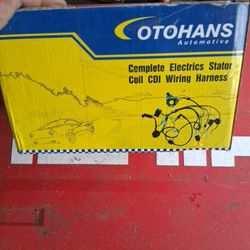 OTOHANS
Automotive
Complete Electrics Stator
Coil CDI Wiring Harness